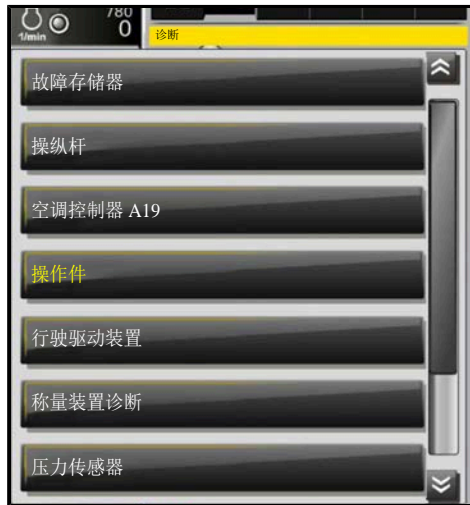 780
1/min 0
诊断
故障存储器
操纵杆
空调控制器 A19
操作件
行驶驱动装置
称量装置诊断
压力传感器